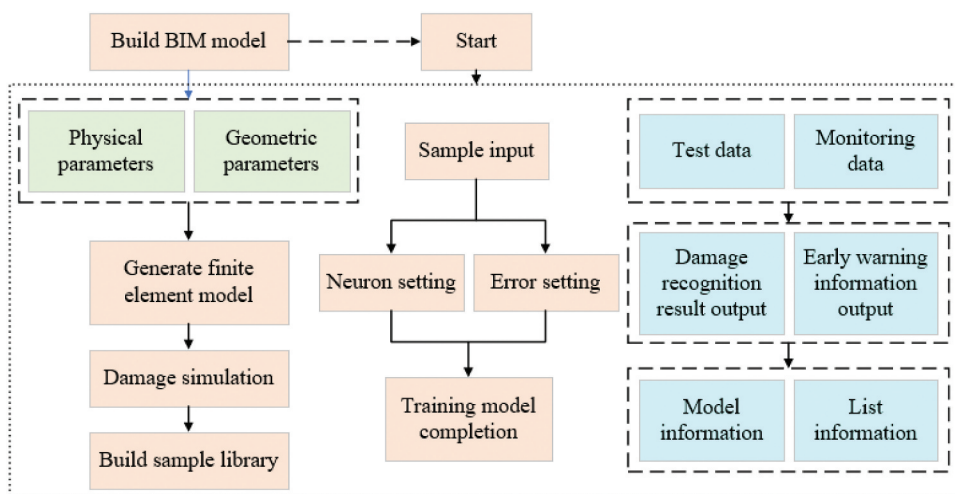 Build BIM model
Start
Physical
parameters
Geometric
parameters
Generate finite
element model
Damage simulation
Build sample library
Sample input
Neuron setting
Error setting
Training model
completion
Test data
Monitoring
data
Damage
recognition
result output
Early warning
information
output
Model
information
List
information